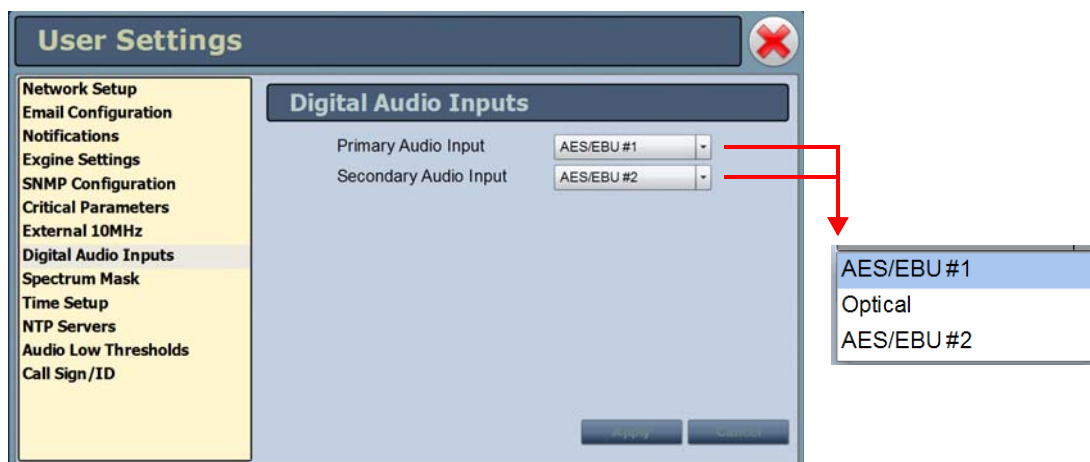 User Settings
Network Setup
Email Configuration
Notifications
Exgine Settings
SNMP Configuration
Critical Parameters
External 10MHz
Digital Audio Inputs
Spectrum Mask
Time Setup
NTP Servers
Audio Low Thresholds
Call Sign/ID
Digital Audio Inputs
Primary Audio Input AES/EBU #1
Secondary Audio Input AES/EBU #2
Apply Cancel
AES/EBU #1
Optical
AES/EBU #2